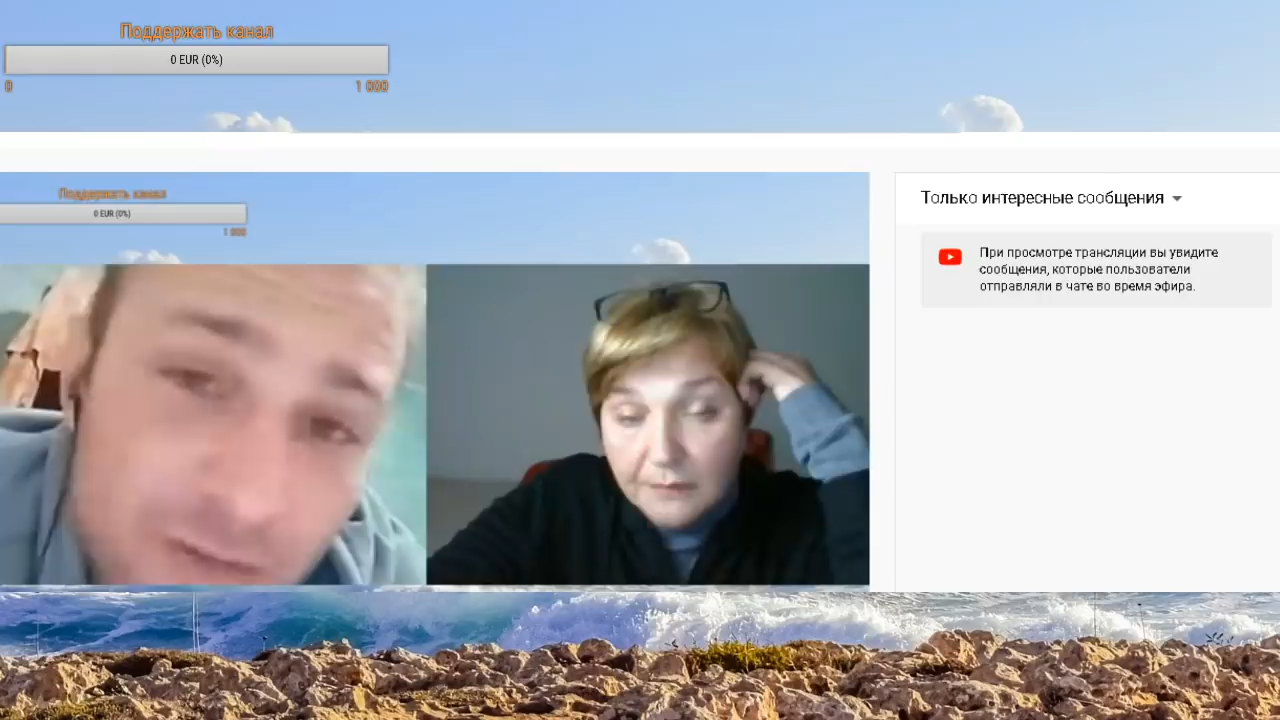 Поддержать канал
0 EUR (0%)
0
1 000
Поддержать канал
0 EUR (0%)
1 000
Только интересные сообщения
При просмотре трансляции вы увидите
сообщения, которые пользователи
отправляли в чате во время эфира.